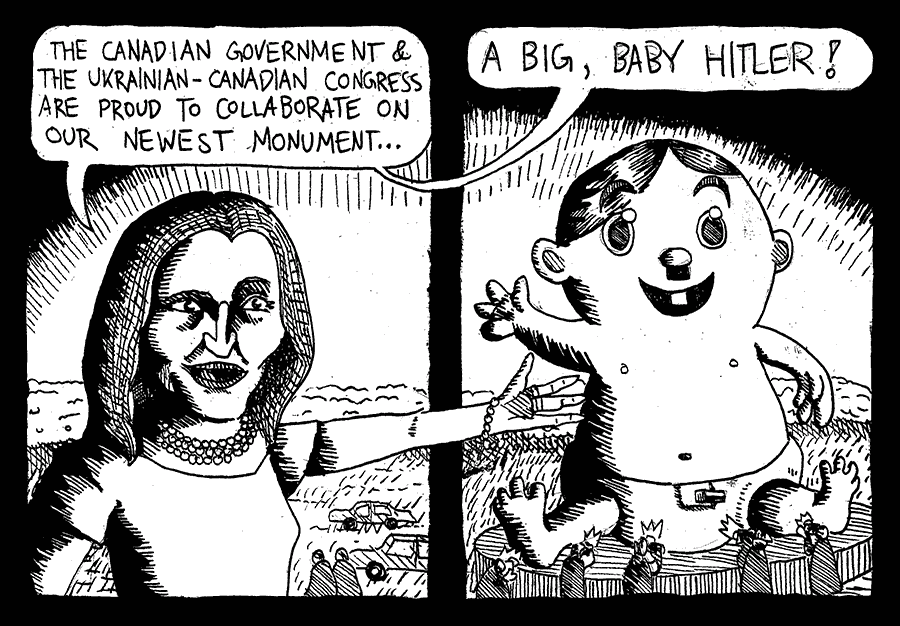 THE CANADIAN GOVERNMENT &
THE UKRAINIAN-CANADIAN CONGRESS
ARE PROUD TO COLLABORATE ON
OUR NEWEST MONUMENT...
A BIG, BABY HITLER!